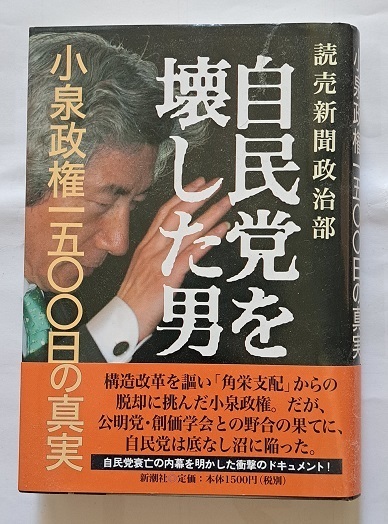 読売新聞政治部
自民党を
壊した男
小泉政権一五〇〇日の真実
構造改革を謳い「角栄支配」からの
脱却に挑んだ小泉政権。だが、
公明党・創価学会との野合の果てに、
自民党は底なし沼に陥った。
自民党衰亡の内幕を明かした衝撃のドキュメント!
新潮社 定価:本体1500円(税別)
小泉政権一五〇〇日の真実